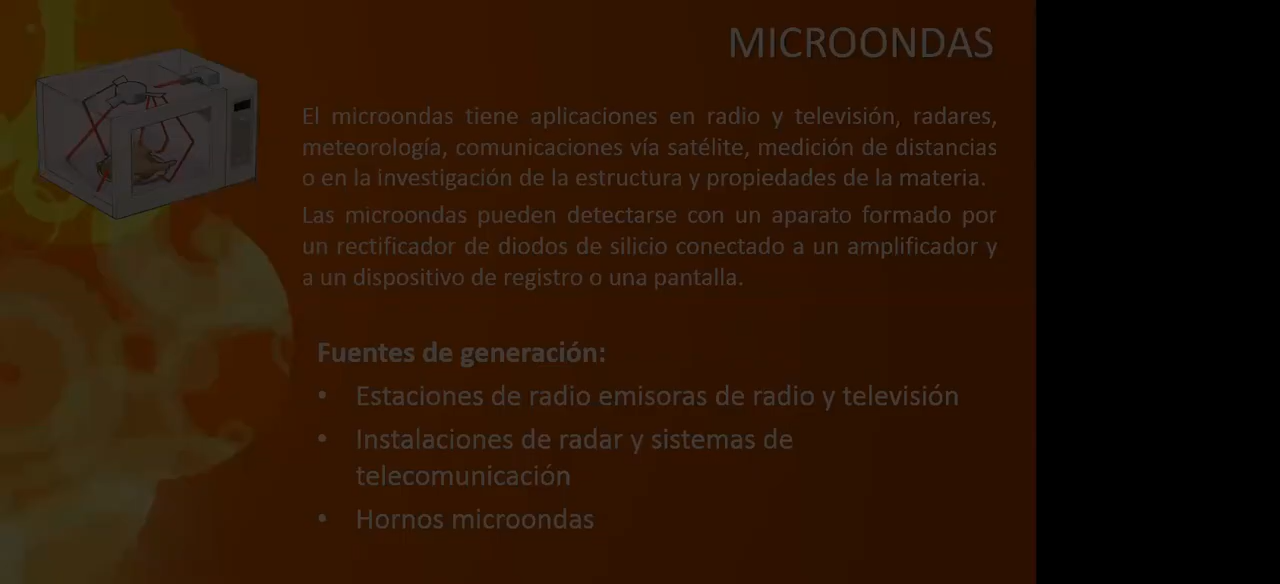 MICROONDAS
El microondas tiene aplicaciones en radio y televisión, radares,
meteorología, comunicaciones vía satélite, medición de distancias
o en la investigación de la estructura y propiedades de la materia.
Las microondas pueden detectarse con un aparato formado por
un rectificador de diodos de silicio conectado a un amplificador y
a un dispositivo de registro o una pantalla.
Fuentes de generación:
• Estaciones de radio emisoras de radio y televisión
• Instalaciones de radar y sistemas de
telecomunicación
• Hornos microondas